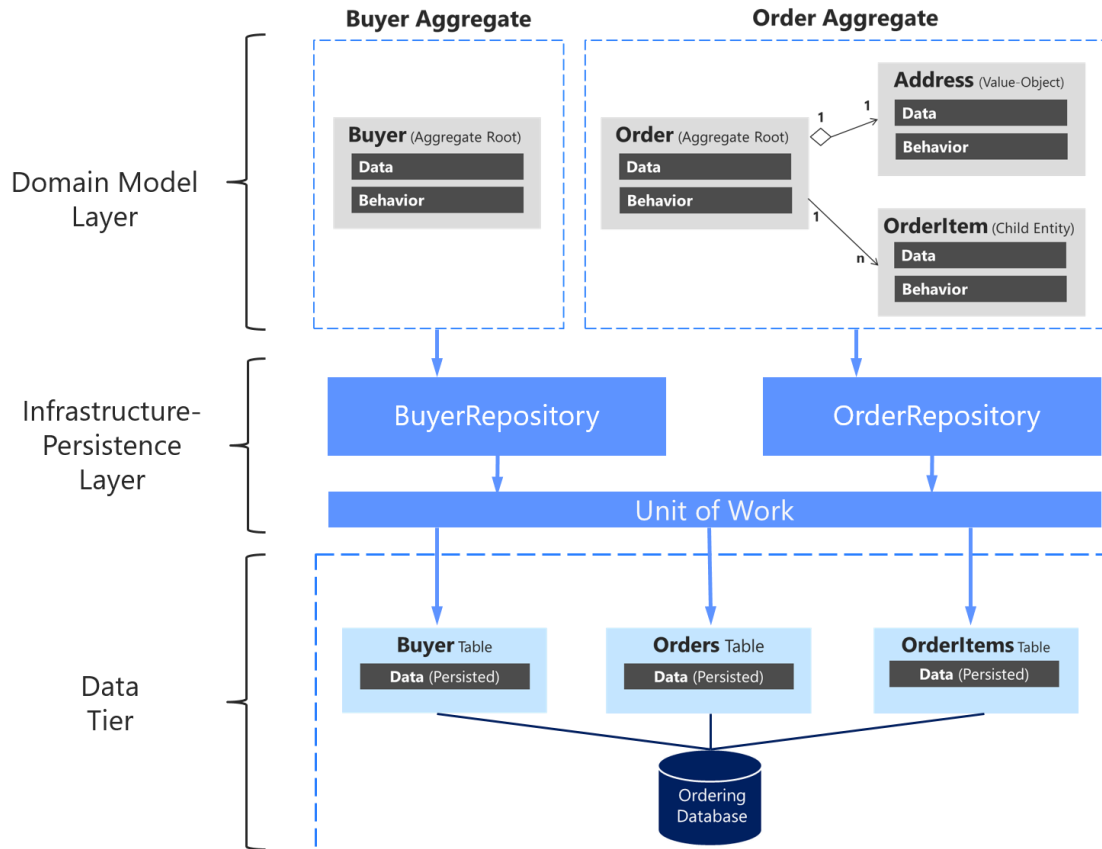 Buyer Aggregate
Order Aggregate
Domain Model
Layer
Buyer (Aggregate Root)
Data
Behavior
Order (Aggregate Root)
Data
Behavior
1
1
Address (Value-Object)
Data
Behavior
1
n
OrderItem (Child Entity)
Data
Behavior
Infrastructure-
Persistence
Layer
BuyerRepository
OrderRepository
Unit of Work
Data
Tier
Buyer Table
Data (Persisted)
Orders Table
Data (Persisted)
OrderItems Table
Data (Persisted)
Ordering
Database